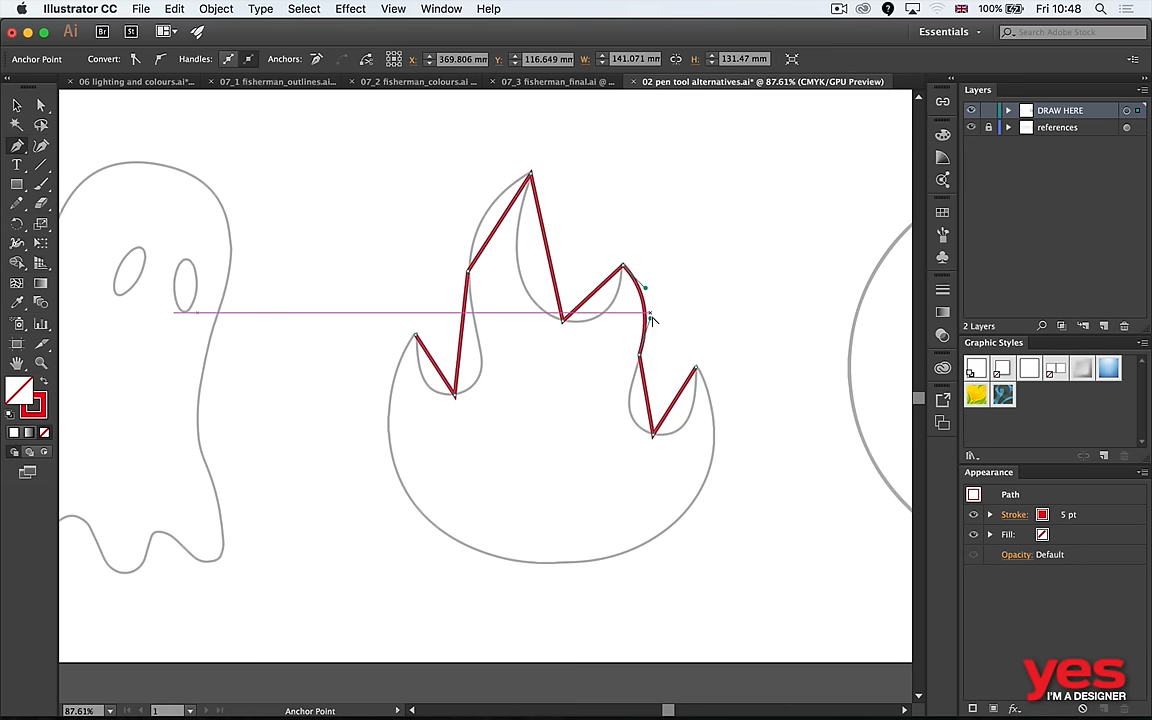 Illustrator CC File Edit Object Type Select Effect View Window Help 100% Fri 10:48
Ai Br St Essentials Search Adobe Stock
Anchor Point Convert: Handles: Anchors: X: 369.806 mm Y: 116.649 mm W: 141.071 mm H: 131.47 mm
× 06 lighting and colours.ai*... × 07_1 fisherman_outlines.ai... × 07_2 fisherman_colours.ai ... × 07_3 fisherman_final.ai @ ... × 02 pen tool alternatives.ai* @ 87.61% (CMYK/GPU Preview)
Layers
DRAW HERE
references
2 Layers
Graphic Styles
Appearance
Path
Stroke: 5 pt
Fill:
Opacity: Default
yes
I'M A DESIGNER
87.61% 1 Anchor Point
fx